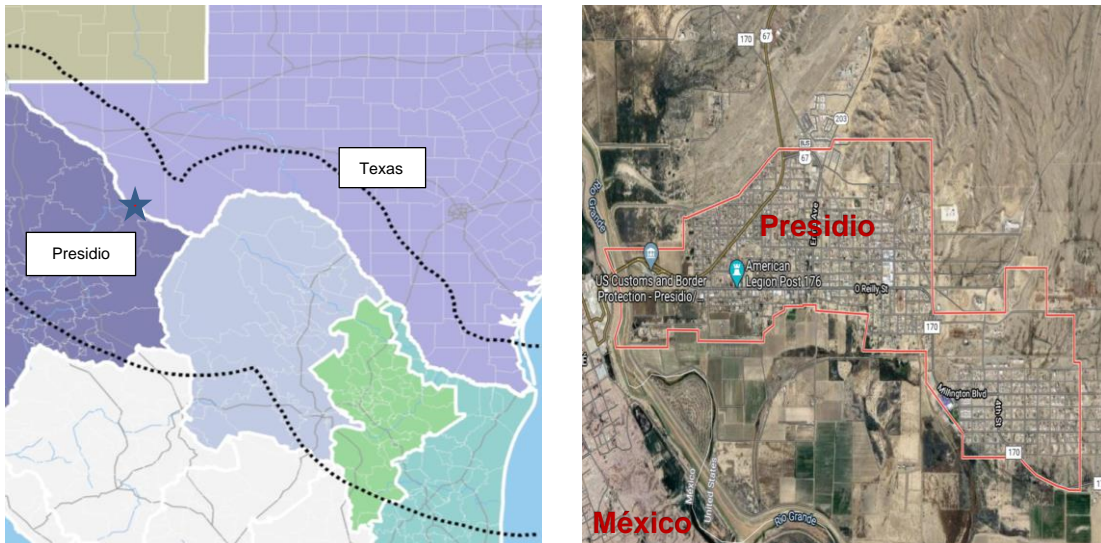 Texas
Presidio
170
67
203
67
Rio Grande
Presidio
US Customs and Border
Protection - Presidio/...
American
Legion Post 176
O Reilly St
170
Millington Blvd
4th St
170
México
United States
México
Rio Grande